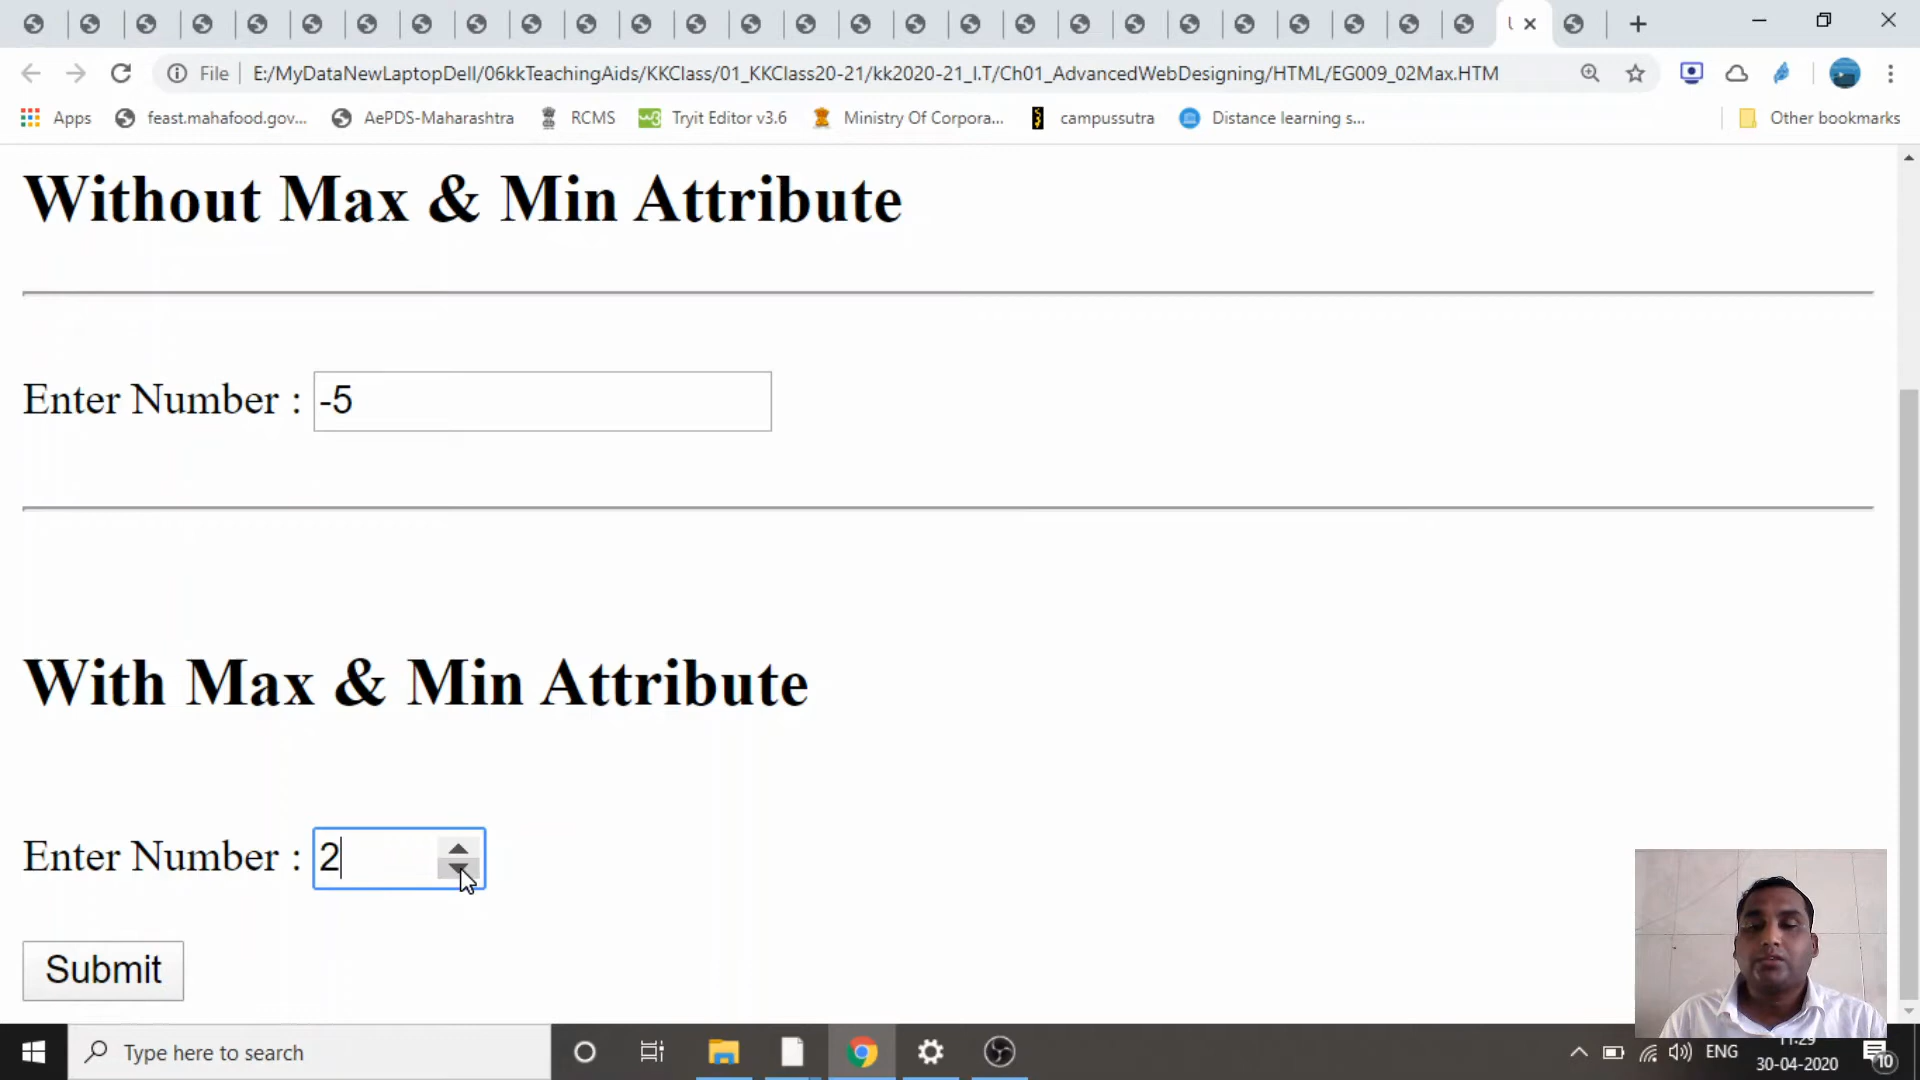 File
E:/MyDataNewLaptopDell/06kkTeachingAids/KKClass/01_KKClass20-21/kk2020-21_I.T/Ch01_AdvancedWebDesigning/HTML/EG009_02Max.HTM
Apps feast.mahafood.gov... AePDS-Maharashtra RCMS Tryit Editor v3.6 Ministry Of Corpora... campussutra Distance learning s... Other bookmarks
Without Max & Min Attribute
Enter Number : -5
With Max & Min Attribute
Enter Number : 2
Submit
Type here to search
ENG
11:29
30-04-2020
10